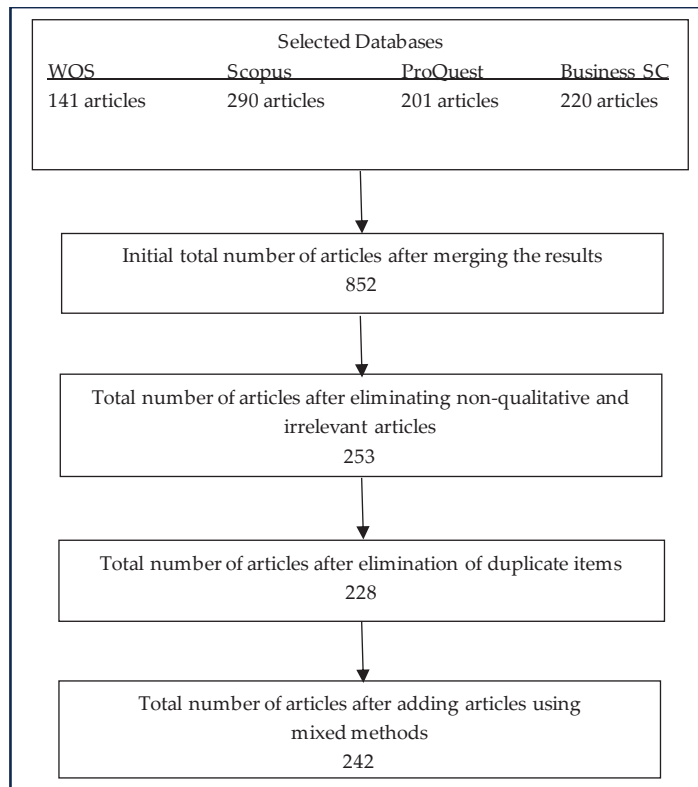 Selected Databases
WOS Scopus ProQuest Business SC
141 articles 290 articles 201 articles 220 articles
Initial total number of articles after merging the results
852
Total number of articles after eliminating non-qualitative and
irrelevant articles
253
Total number of articles after elimination of duplicate items
228
Total number of articles after adding articles using
mixed methods
242